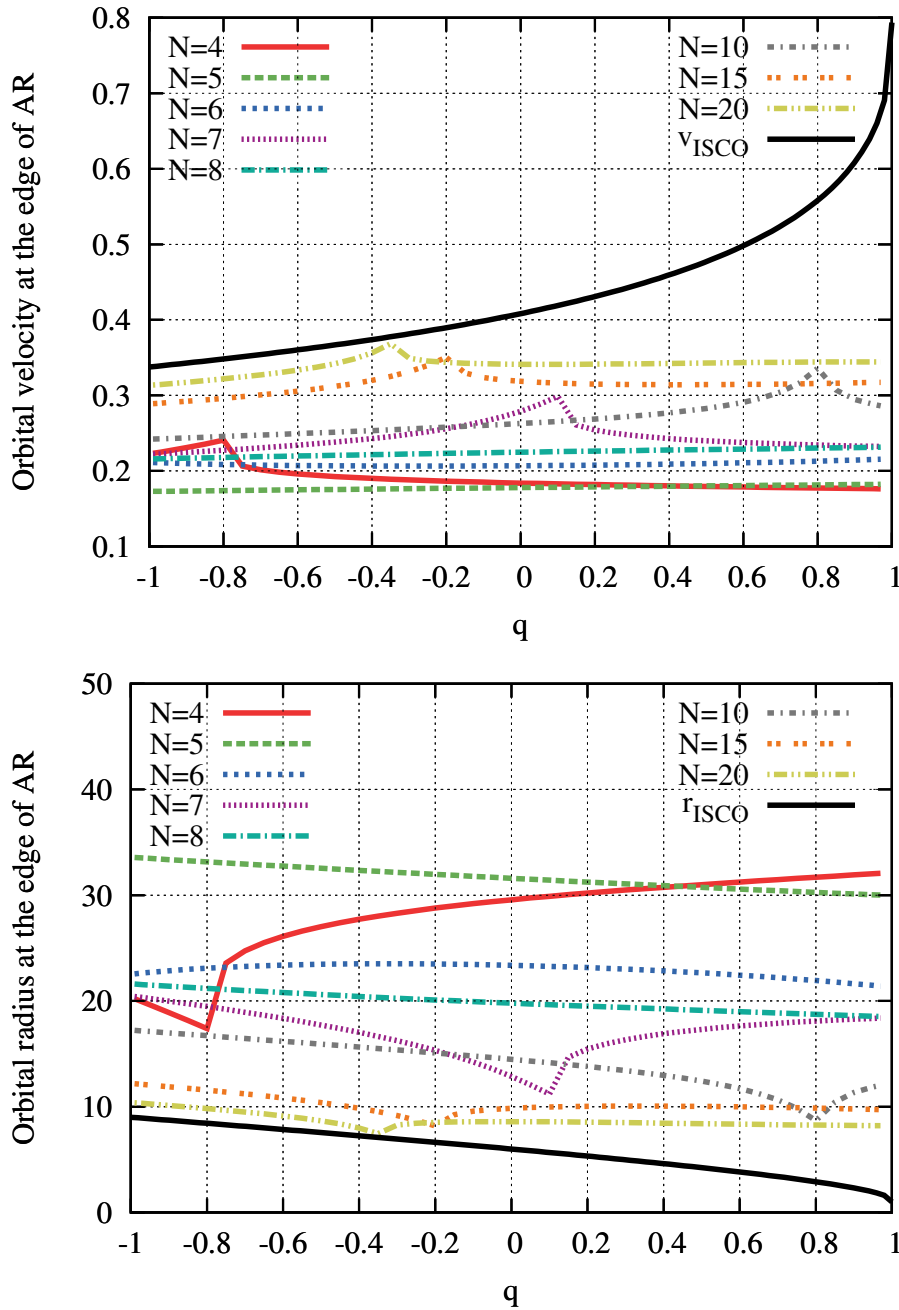 Orbital velocity at the edge of AR
0.8
0.7
0.6
0.5
0.4
0.3
0.2
0.1
N=4
N=5
N=6
N=7
N=8
N=10
N=15
N=20
vISCO
-1 -0.8 -0.6 -0.4 -0.2 0 0.2 0.4 0.6 0.8 1
q
Orbital radius at the edge of AR
50
40
30
20
10
0
N=4
N=5
N=6
N=7
N=8
N=10
N=15
N=20
rISCO
-1 -0.8 -0.6 -0.4 -0.2 0 0.2 0.4 0.6 0.8 1
q